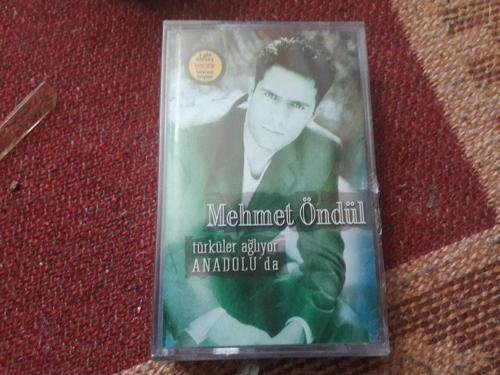 Mehmet Öndül
türküler ağlıyor
ANADOLU'da